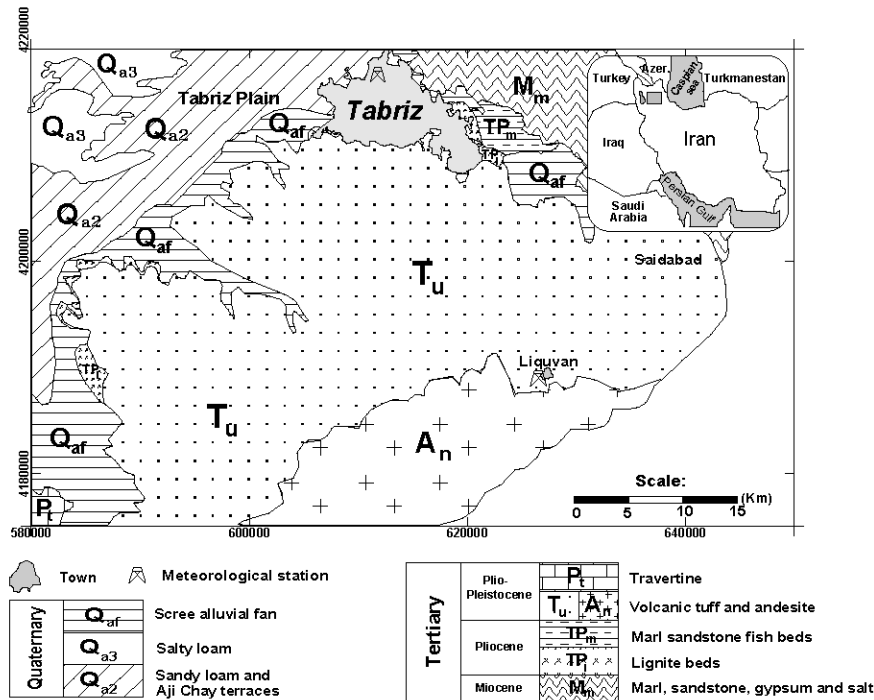 4220000
4200000
4180000
580000
600000
620000
640000
Qa3
Qa3
Tabriz Plain
Qa2
Qa2
Qaf
Tabriz
Mm
TPm
TPl
Qaf
Qaf
Tu
Saidabad
Liquvan
TPl
Tu
An
Qaf
Pt
Turkey
Azer.
Caspian
sea
Turkmanestan
Iraq
Iran
Saudi
Arabia
Persian Gulf
Scale:
0 5 10 15 (Km)
Town
Meteorological station
Quaternary
Qaf Scree alluvial fan
Qa3 Salty loam
Qa2 Sandy loam and
Aji Chay terraces
Tertiary
Plio-
Pleistocene
Pt Travertine
Tu An Volcanic tuff and andesite
Pliocene
TPm Marl sandstone fish beds
TPl Lignite beds
Miocene
Mm Marl, sandstone, gypsum and salt